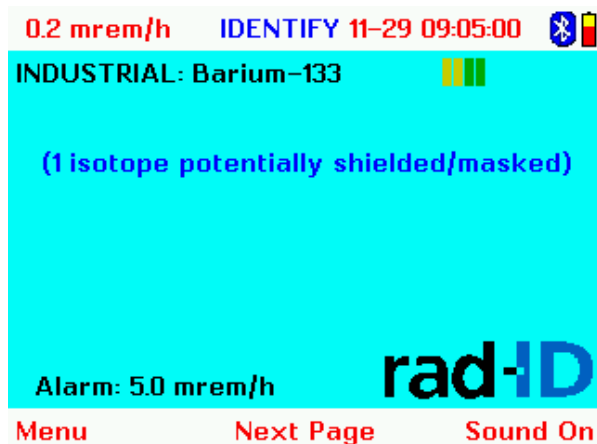 0.2 mrem/h IDENTIFY 11-29 09:05:00
INDUSTRIAL: Barium-133
(1 isotope potentially shielded/masked)
rad-ID
Alarm: 5.0 mrem/h
Menu Next Page Sound On